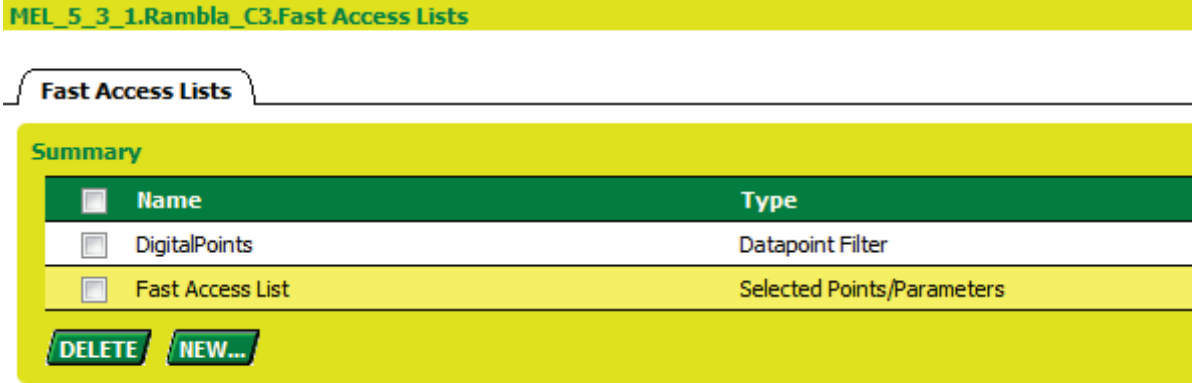 MEL_5_3_1.Rambla_C3.Fast Access Lists
Fast Access Lists
Summary
Name Type
DigitalPoints Datapoint Filter
Fast Access List Selected Points/Parameters
DELETE NEW...